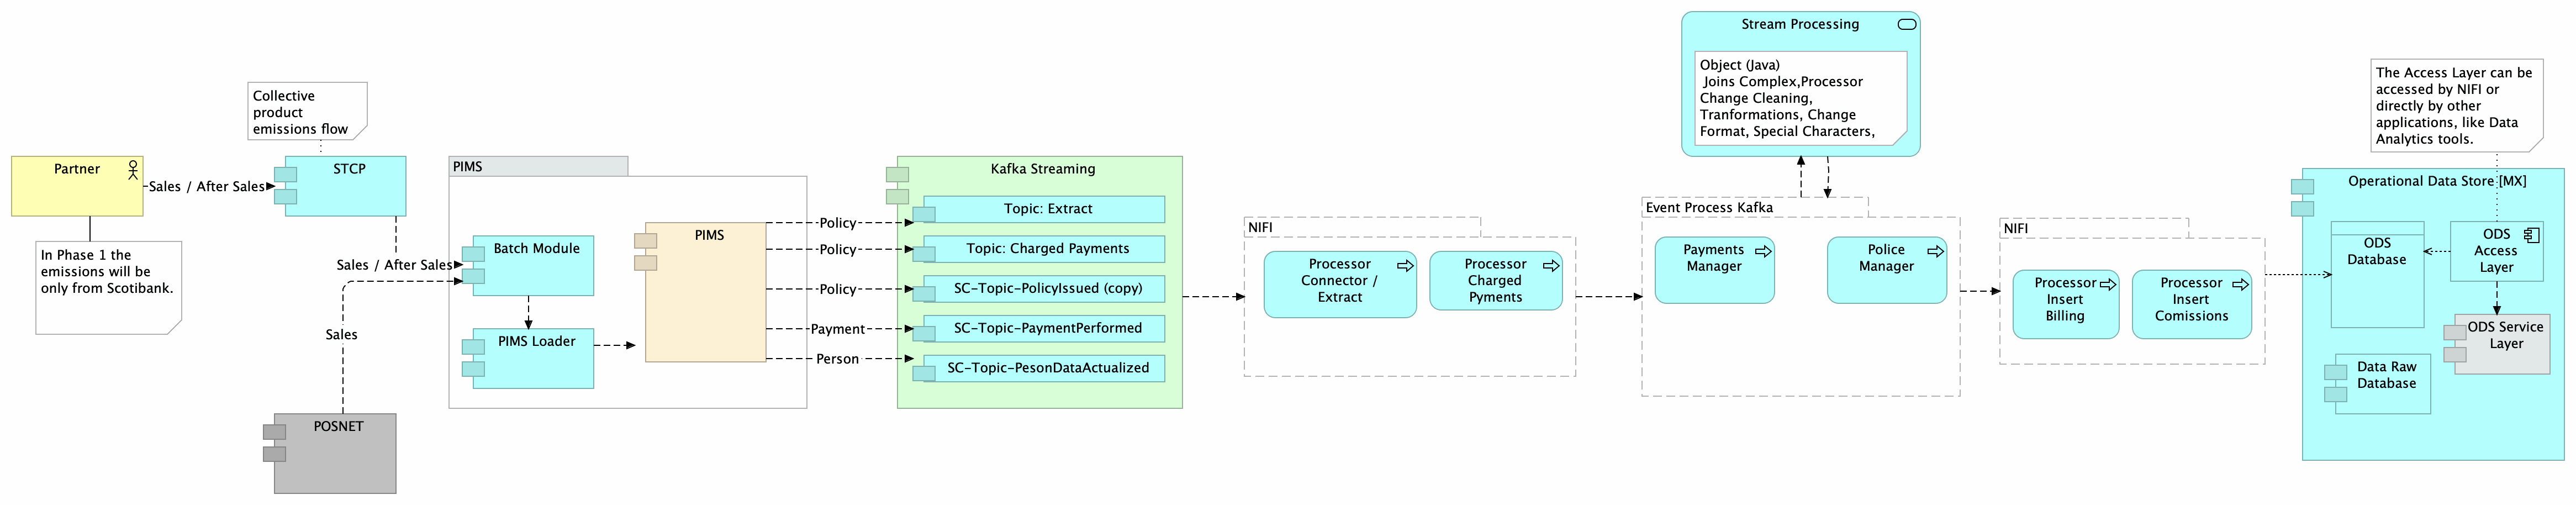 Partner
Sales / After Sales
In Phase 1 the
emissions will be
only from Scotibank.
Collective
product
emissions flow
STCP
Sales / After Sales
Sales
POSNET
PIMS
Batch Module
PIMS Loader
PIMS
Policy
Policy
Policy
Payment
Person
Kafka Streaming
Topic: Extract
Topic: Charged Payments
SC-Topic-PolicyIssued (copy)
SC-Topic-PaymentPerformed
SC-Topic-PesonDataActualized
NIFI
Processor
Connector /
Extract
Processor
Charged
Pyments
Stream Processing
Object (Java)
Joins Complex,Processor
Change Cleaning,
Tranformations, Change
Format, Special Characters,
Event Process Kafka
Payments
Manager
Police
Manager
NIFI
Processor
Insert
Billing
Processor
Insert
Comissions
The Access Layer can be
accessed by NIFI or
directly by other
applications, like Data
Analytics tools.
Operational Data Store [MX]
ODS
Database
ODS
Access
Layer
ODS Service
Layer
Data Raw
Database